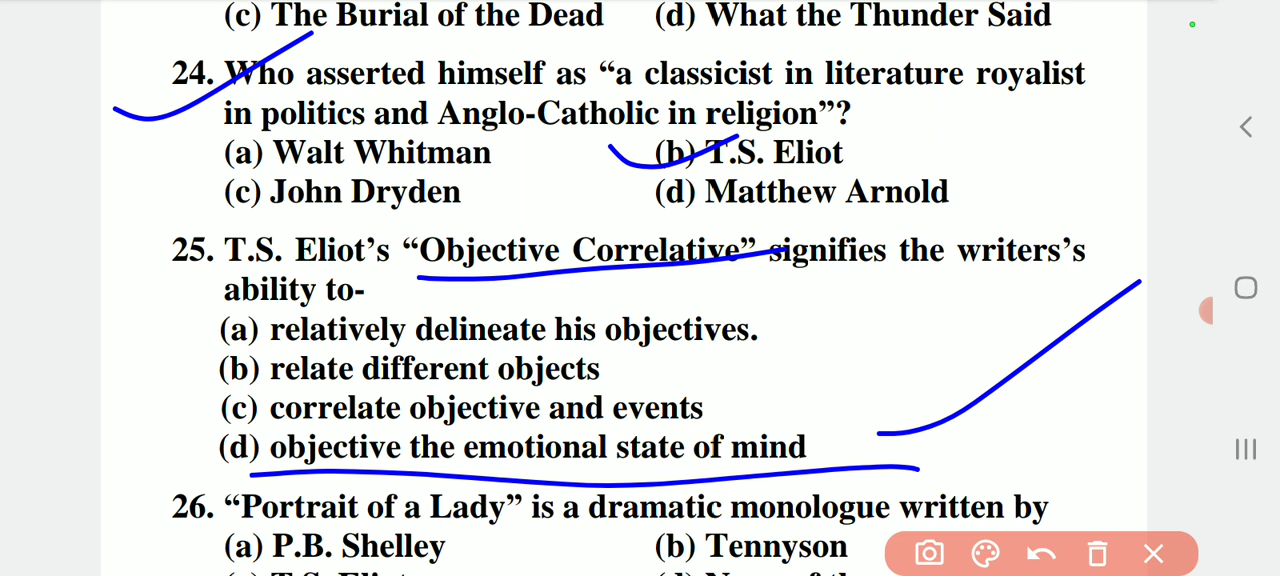 (c) The Burial of the Dead (d) What the Thunder Said
24. Who asserted himself as “a classicist in literature royalist
in politics and Anglo-Catholic in religion”?
(a) Walt Whitman (b) T.S. Eliot
(c) John Dryden (d) Matthew Arnold
25. T.S. Eliot’s “Objective Correlative” signifies the writers’s
ability to-
(a) relatively delineate his objectives.
(b) relate different objects
(c) correlate objective and events
(d) objective the emotional state of mind
26. “Portrait of a Lady” is a dramatic monologue written by
(a) P.B. Shelley (b) Tennyson